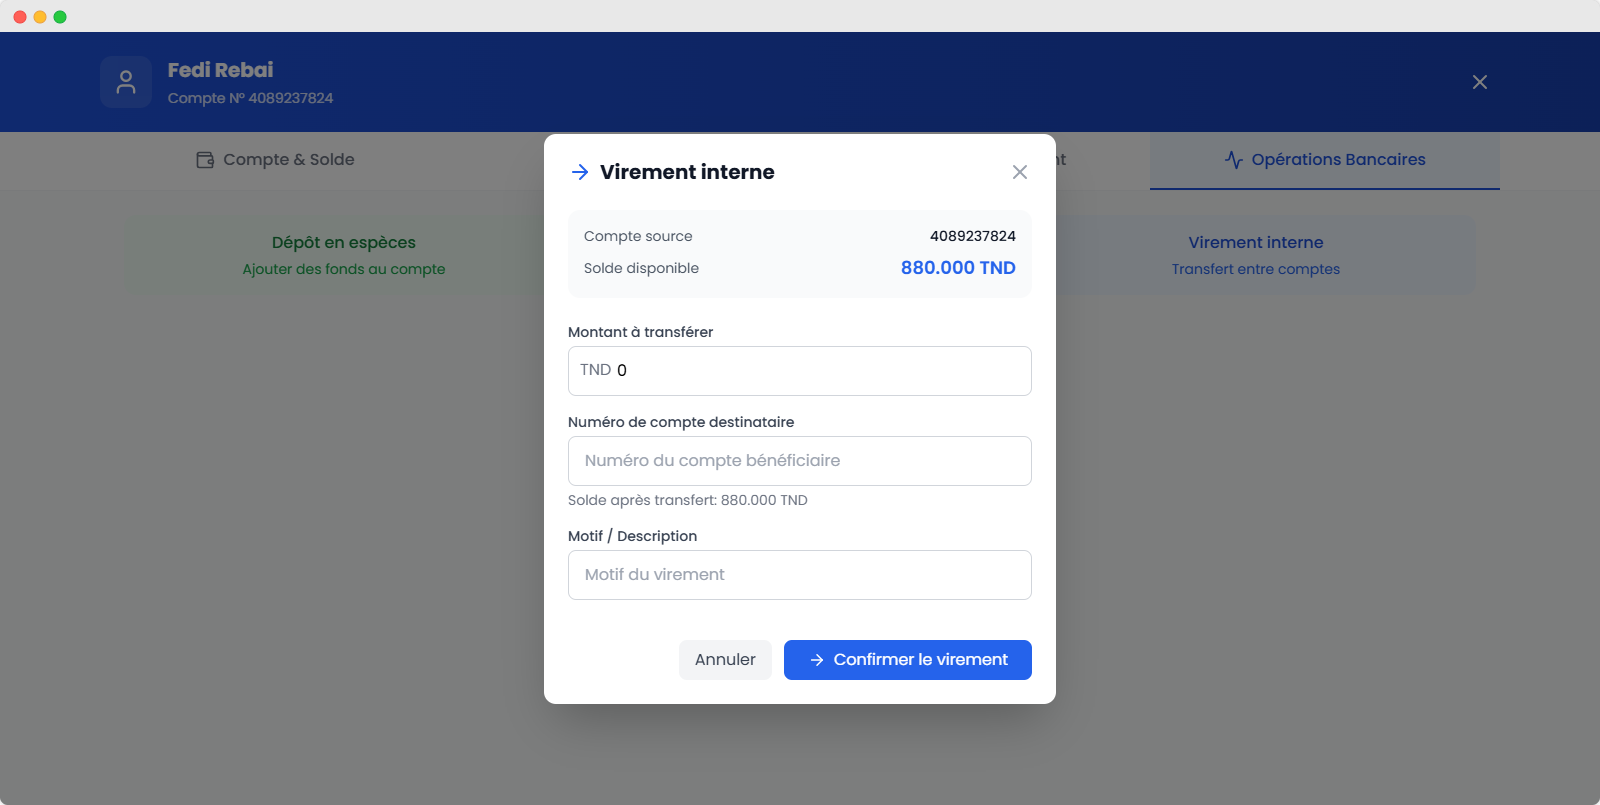 Fedi Rebai
Compte N° 4089237824
Compte & Solde
Opérations Bancaires
Dépôt en espèces
Ajouter des fonds au compte
Virement interne
Transfert entre comptes
Virement interne
Compte source 4089237824
Solde disponible 880.000 TND
Montant à transférer
TND 0
Numéro de compte destinataire
Numéro du compte bénéficiaire
Solde après transfert: 880.000 TND
Motif / Description
Motif du virement
Annuler
Confirmer le virement